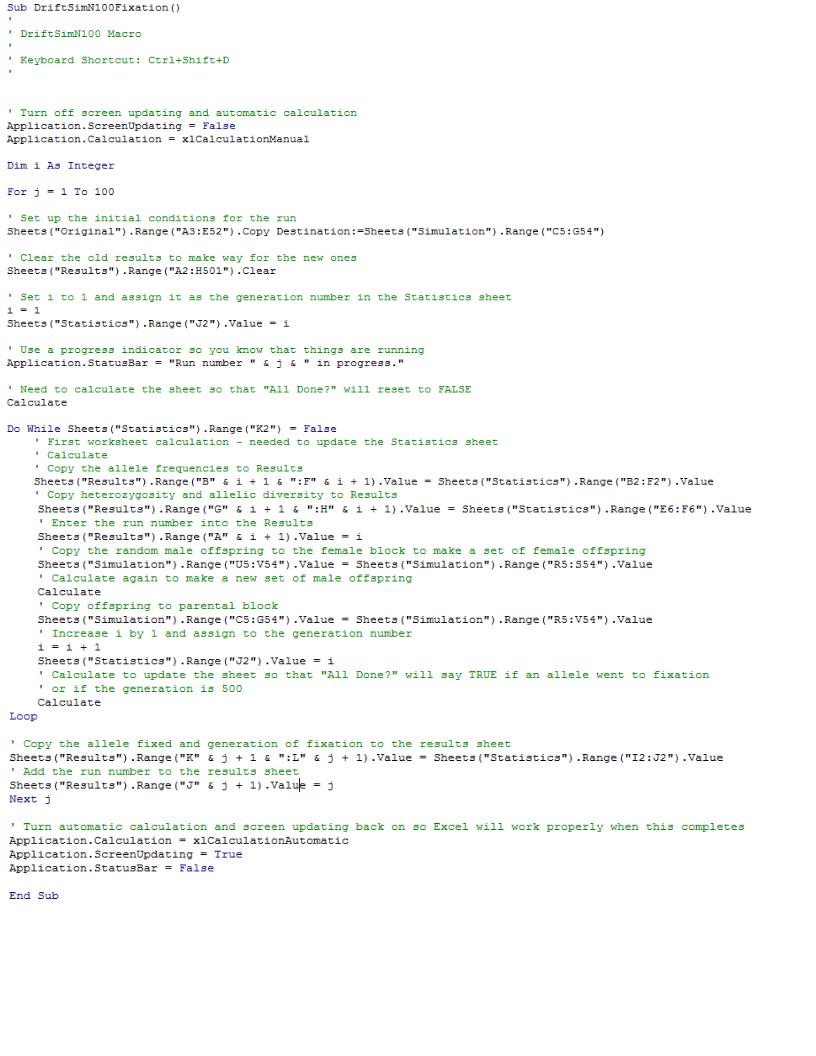 Sub DriftSimN100Fixation()
'
' DriftSimN100 Macro
'
' Keyboard Shortcut: Ctrl+Shift+D
'
' Turn off screen updating and automatic calculation
Application.ScreenUpdating = False
Application.Calculation = xlCalculationManual
Dim i As Integer
For j = 1 To 100
' Set up the initial conditions for the run
Sheets("Original").Range("A3:E52").Copy Destination:=Sheets("Simulation").Range("C5:G54")
' Clear the old results to make way for the new ones
Sheets("Results").Range("A2:H501").Clear
' Set i to 1 and assign it as the generation number in the Statistics sheet
i = 1
Sheets("Statistics").Range("J2").Value = i
' Use a progress indicator so you know that things are running
Application.StatusBar = "Run number " & j & " in progress."
' Need to calculate the sheet so that "All Done?" will reset to FALSE
Calculate
Do While Sheets("Statistics").Range("K2") = False
' First worksheet calculation - needed to update the Statistics sheet
' Calculate
' Copy the allele frequencies to Results
Sheets("Results").Range("B" & i + 1 & ":F" & i + 1).Value = Sheets("Statistics").Range("B2:F2").Value
' Copy heterozygosity and allelic diversity to Results
Sheets("Results").Range("G" & i + 1 & ":H" & i + 1).Value = Sheets("Statistics").Range("E6:F6").Value
' Enter the run number into the Results
Sheets("Results").Range("A" & i + 1).Value = i
' Copy the random male offspring to the female block to make a set of female offspring
Sheets("Simulation").Range("U5:V54").Value = Sheets("Simulation").Range("R5:S54").Value
' Calculate again to make a new set of male offspring
Calculate
' Copy offspring to parental block
Sheets("Simulation").Range("C5:G54").Value = Sheets("Simulation").Range("R5:V54").Value
' Increase i by 1 and assign to the generation number
i = i + 1
Sheets("Statistics").Range("J2").Value = i
' Calculate to update the sheet so that "All Done?" will say TRUE if an allele went to fixation
' or if the generation is 500
Calculate
Loop
' Copy the allele fixed and generation of fixation to the results sheet
Sheets("Results").Range("K" & j + 1 & ":L" & j + 1).Value = Sheets("Statistics").Range("I2:J2").Value
' Add the run number to the results sheet
Sheets("Results").Range("J" & j + 1).Value = j
Next j
' Turn automatic calculation and screen updating back on so Excel will work properly when this completes
Application.Calculation = xlCalculationAutomatic
Application.ScreenUpdating = True
Application.StatusBar = False
End Sub